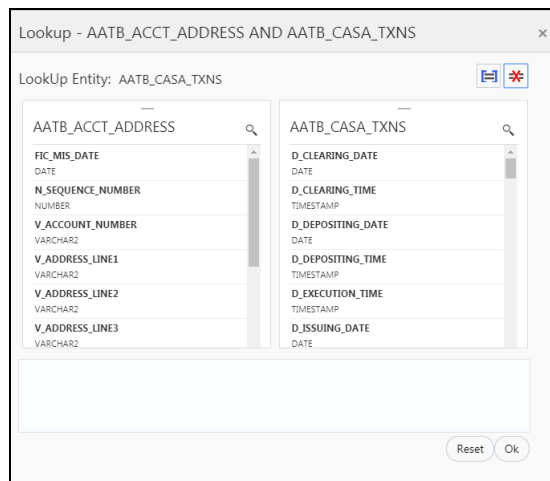 Lookup - AATB_ACCT_ADDRESS AND AATB_CASA_TXNS ×
LookUp Entity: AATB_CASA_TXNS
AATB_ACCT_ADDRESS
FIC_MIS_DATE
DATE
N_SEQUENCE_NUMBER
NUMBER
V_ACCOUNT_NUMBER
VARCHAR2
V_ADDRESS_LINE1
VARCHAR2
V_ADDRESS_LINE2
VARCHAR2
V_ADDRESS_LINE3
VARCHAR2
AATB_CASA_TXNS
D_CLEARING_DATE
DATE
D_CLEARING_TIME
TIMESTAMP
D_DEPOSITING_DATE
DATE
D_DEPOSITING_TIME
TIMESTAMP
D_EXECUTION_TIME
TIMESTAMP
D_ISSUING_DATE
DATE
Reset Ok